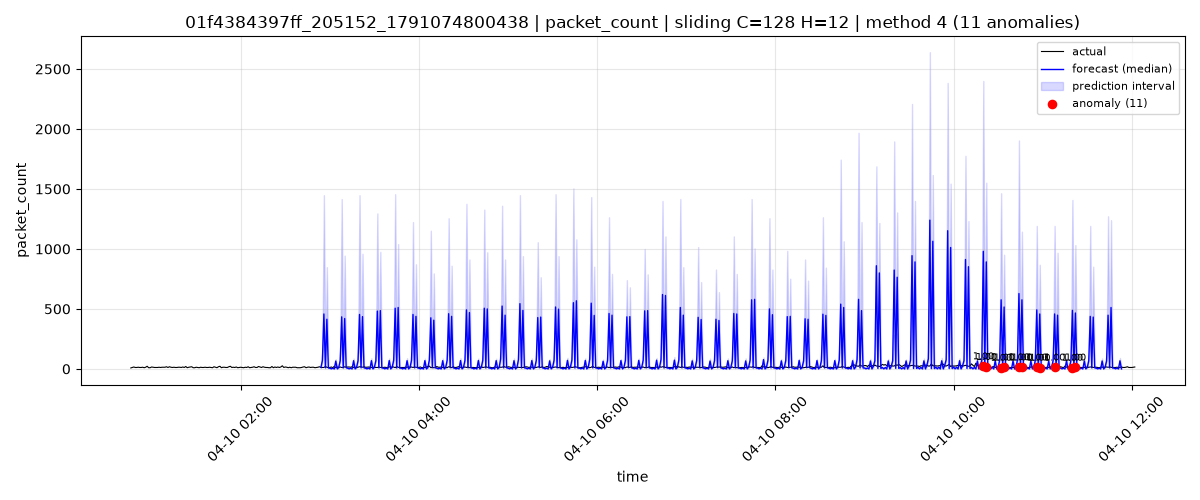 01f4384397ff_205152_1791074800438 | packet_count | sliding C=128 H=12 | method 4 (11 anomalies)
actual
forecast (median)
prediction interval
anomaly (11)
packet_count
2500
2000
1500
1000
500
0
04-10 02:00
04-10 04:00
04-10 06:00
04-10 08:00
04-10 10:00
04-10 12:00
time